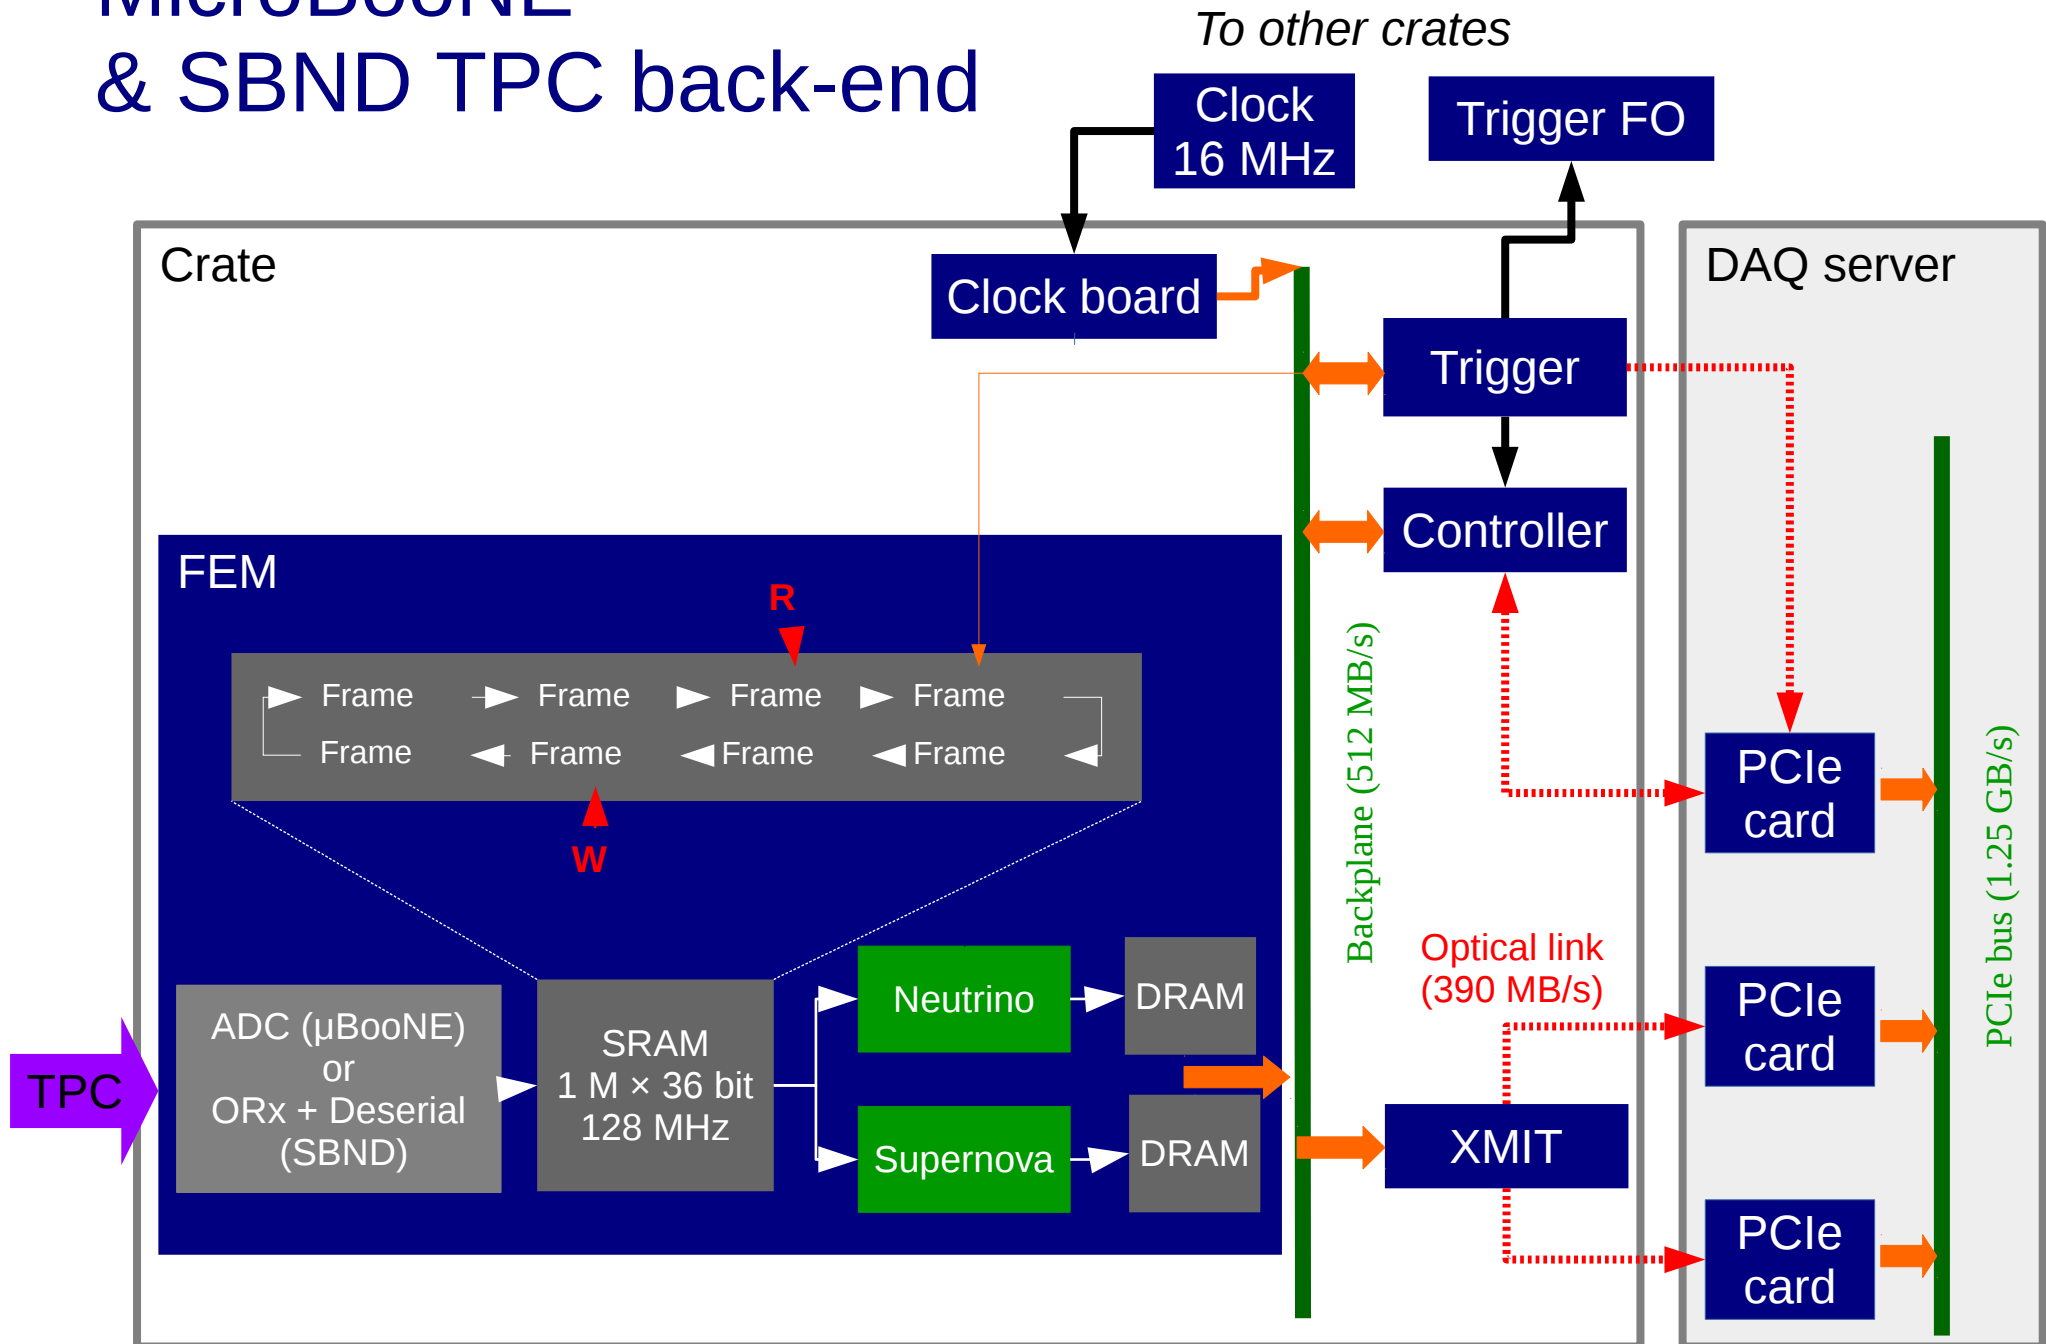 MicroBooNE
& SBND TPC back-end
To other crates
Clock
16 MHz
Trigger FO
Crate
Clock board
DAQ server
Trigger
Controller
FEM
R
Frame Frame Frame Frame
Frame Frame Frame Frame
W
Backplane (512 MB/s)
PCIe
card
PCIe bus (1.25 GB/s)
Optical link
(390 MB/s)
TPC
ADC (µBooNE)
or
ORx + Deserial
(SBND)
SRAM
1 M × 36 bit
128 MHz
Neutrino
DRAM
Supernova
DRAM
XMIT
PCIe
card
PCIe
card